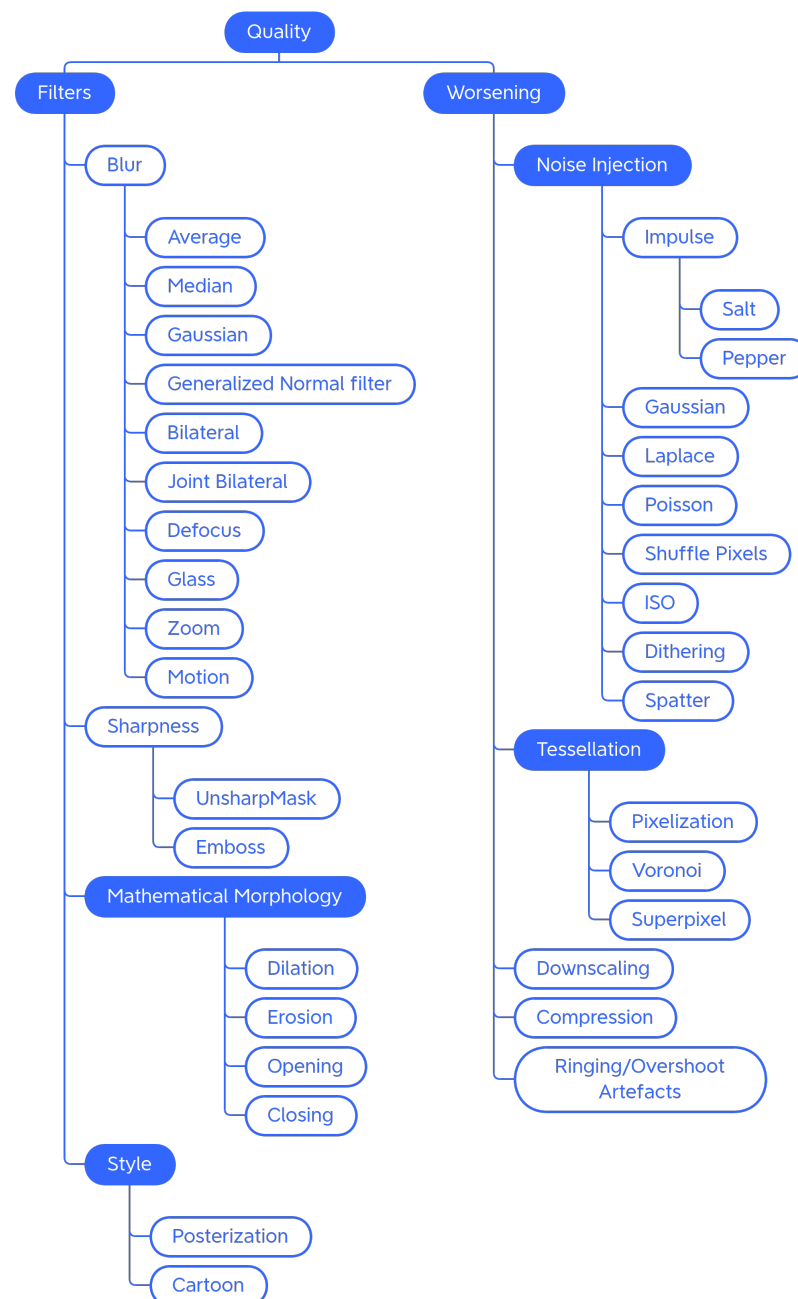 Quality
Filters
Worsening
Blur
Average
Median
Gaussian
Generalized Normal filter
Bilateral
Joint Bilateral
Defocus
Glass
Zoom
Motion
Sharpness
UnsharpMask
Emboss
Mathematical Morphology
Dilation
Erosion
Opening
Closing
Style
Posterization
Cartoon
Noise Injection
Impulse
Salt
Pepper
Gaussian
Laplace
Poisson
Shuffle Pixels
ISO
Dithering
Spatter
Tessellation
Pixelization
Voronoi
Superpixel
Downscaling
Compression
Ringing/Overshoot
Artefacts